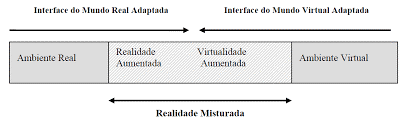 Interface do Mundo Real Adaptada
Interface do Mundo Virtual Adaptada
Ambiente Real
Realidade
Aumentada
Virtualidade
Aumentada
Ambiente Virtual
Realidade Misturada